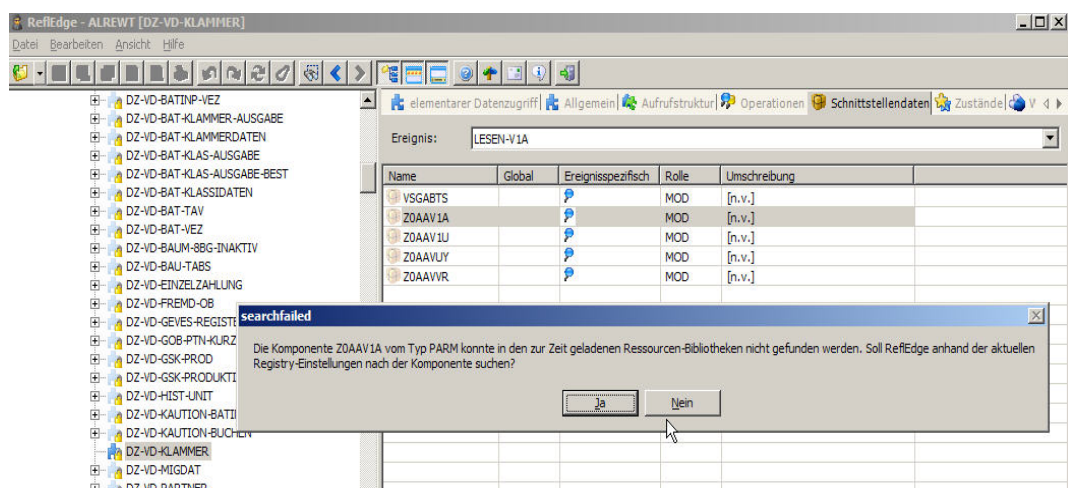 ReflEdge - ALREWT [DZ-VD-KLAMMER]
Datei Bearbeiten Ansicht Hilfe
DZ-VD-BATINP-VEZ
DZ-VD-BAT-KLAMMER-AUSGABE
DZ-VD-BAT-KLAMMERDATEN
DZ-VD-BAT-KLAS-AUSGABE
DZ-VD-BAT-KLAS-AUSGABE-BEST
DZ-VD-BAT-KLASSIDATEN
DZ-VD-BAT-TAV
DZ-VD-BAT-VEZ
DZ-VD-BAUM-8BG-INAKTIV
DZ-VD-BAU-TABS
DZ-VD-EINZELZAHLUNG
DZ-VD-FREMD-OB
DZ-VD-GEVES-REGISTE
DZ-VD-GOB-PTN-KURZ
DZ-VD-GSK-PROD
DZ-VD-GSK-PRODUKTI
DZ-VD-HIST-UNIT
DZ-VD-KAUTION-BATI
DZ-VD-KAUTION-BUCHEN
DZ-VD-KLAMMER
DZ-VD-MIGDAT
DZ-VD-PARTNER
elementarer Datenzugriff Allgemein Aufrufstruktur Operationen Schnittstellendaten Zustände V
Ereignis: LESEN-V1A
Name Global Ereignisspezifisch Rolle Umschreibung
VSGABTS MOD [n.v.]
Z0AAV1A MOD [n.v.]
Z0AAV1U MOD [n.v.]
Z0AAVUY MOD [n.v.]
Z0AAVVR MOD [n.v.]
searchfailed
Die Komponente Z0AAV1A vom Typ PARM konnte in den zur Zeit geladenen Ressourcen-Bibliotheken nicht gefunden werden. Soll ReflEdge anhand der aktuellen
Registry-Einstellungen nach der Komponente suchen?
Ja Nein